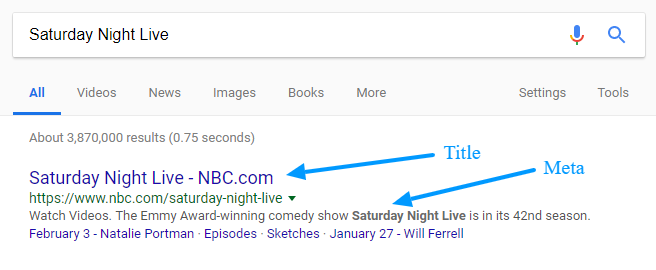 Saturday Night Live
All Videos News Images Books More Settings Tools
About 3,870,000 results (0.75 seconds)
Title
Saturday Night Live - NBC.com
Meta
https://www.nbc.com/saturday-night-live
Watch Videos. The Emmy Award-winning comedy show Saturday Night Live is in its 42nd season.
February 3 - Natalie Portman · Episodes · Sketches · January 27 - Will Ferrell